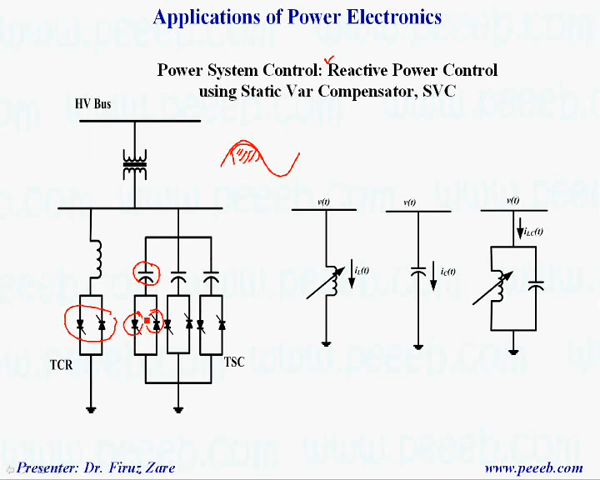 Applications of Power Electronics
Power System Control: Reactive Power Control
using Static Var Compensator, SVC
HV Bus
v(t)
v(t)
v(t)
iLC(t)
iL(t)
iC(t)
TCR
TSC
Presenter: Dr. Firuz Zare
www.peeeb.com